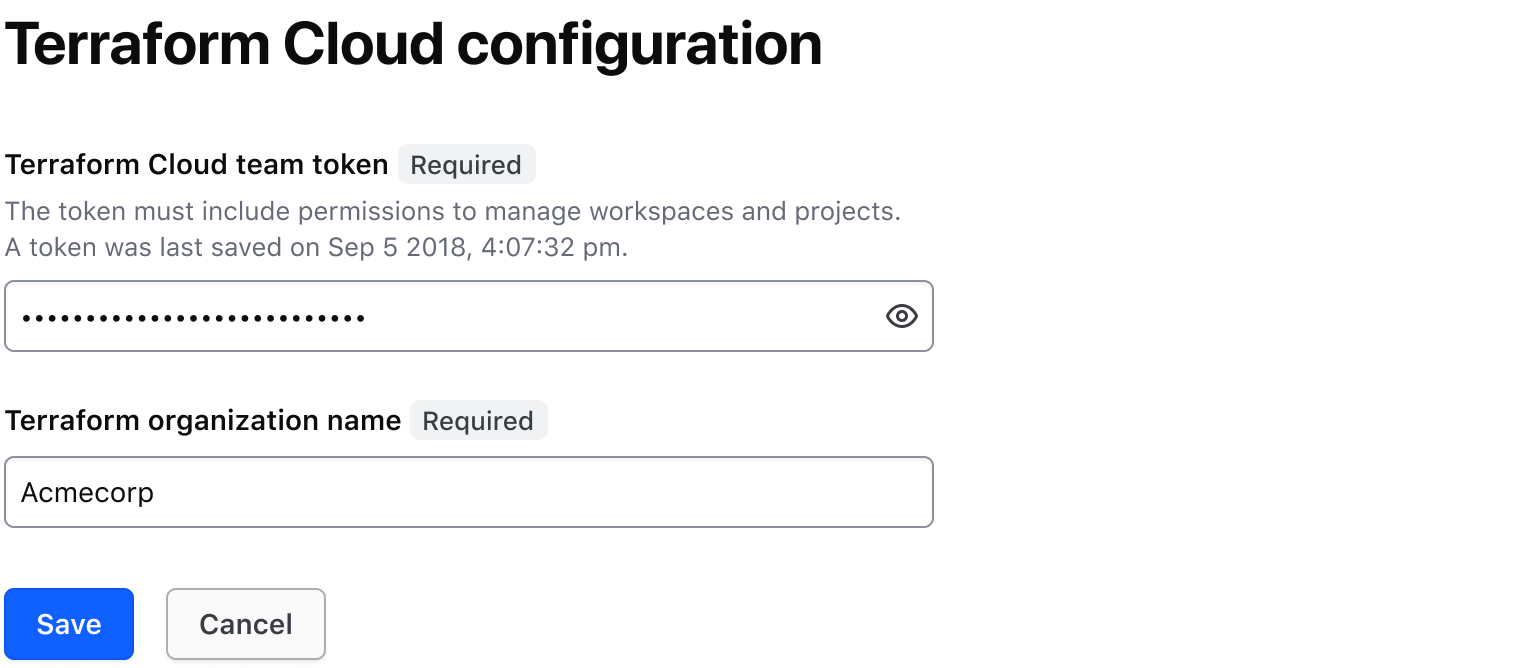 Terraform Cloud configuration
Terraform Cloud team token Required
The token must include permissions to manage workspaces and projects.
A token was last saved on Sep 5 2018, 4:07:32 pm.
•••••••••••••••••••••••••••
Terraform organization name Required
Acmecorp
Save Cancel